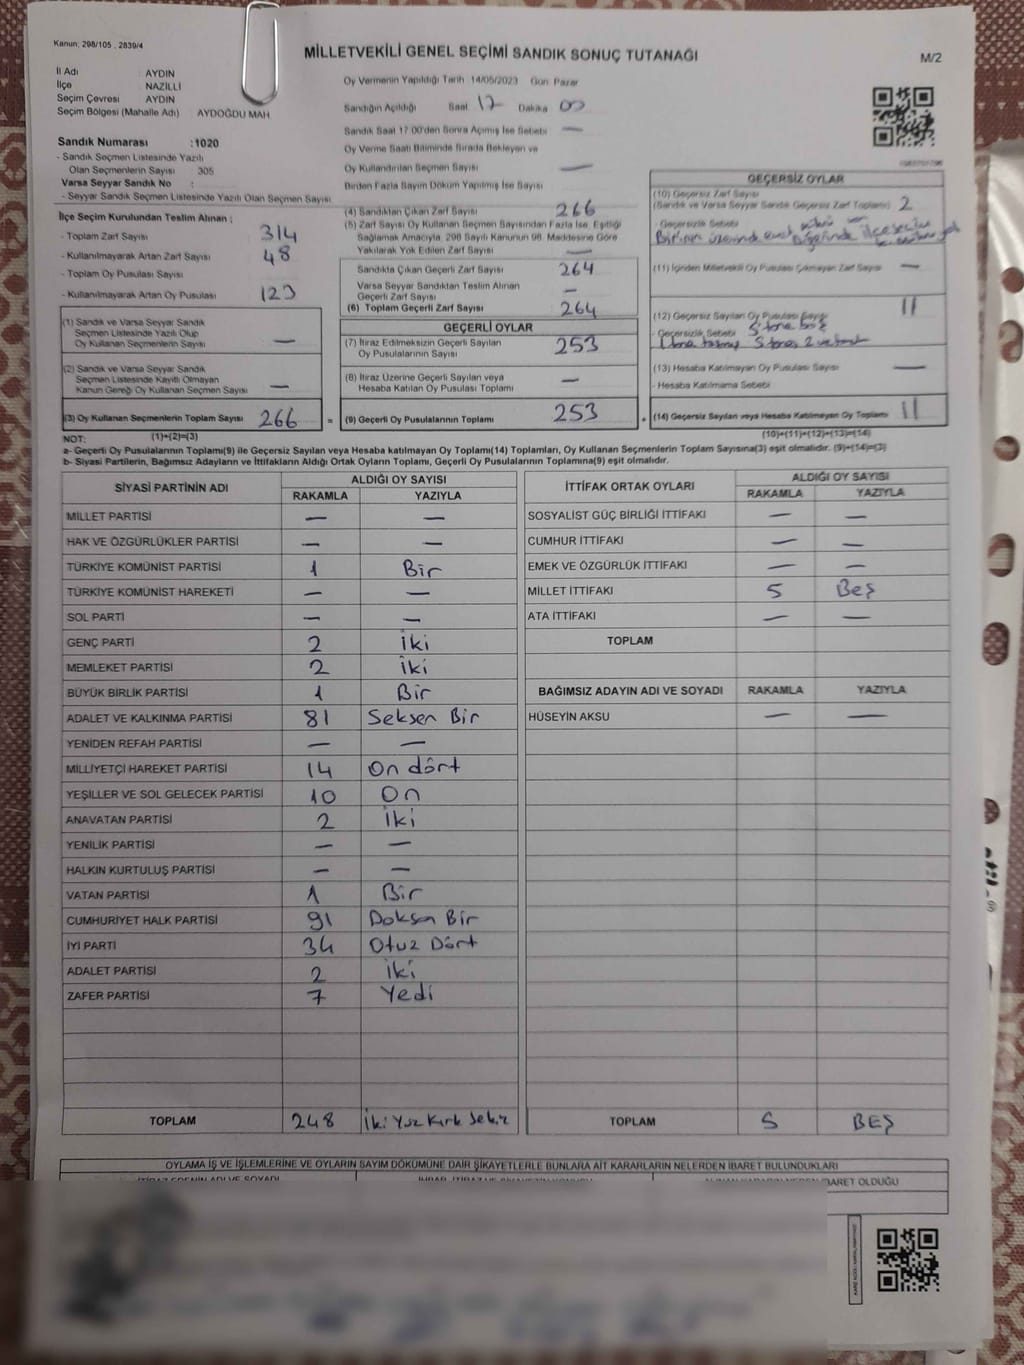 Kanun; 298/105 , 2839/4
MİLLETVEKİLİ GENEL SEÇİMİ SANDIK SONUÇ TUTANAĞI
M/2
İl Adı : AYDIN
İlçe : NAZİLLİ
Seçim Çevresi : AYDIN
Seçim Bölgesi (Mahalle Adı) : AYDOĞDU MAH
Oy Vermenin Yapıldığı Tarih 14/05/2023 Gün Pazar
Sandığın Açıldığı Saat 17 Dakika 00
Sandık Saat 17:00'den Sonra Açılmış İse Sebebi —
Oy Verme Saati Bitiminde Sırada Bekleyen ve
Oy Kullandırılan Seçmen Sayısı —
Birden Fazla Sayım Döküm Yapılmış İse Sayısı
Sandık Numarası :1020
- Sandık Seçmen Listesinde Yazılı
Olan Seçmenlerin Sayısı 305
Varsa Seyyar Sandık No :
- Seyyar Sandık Seçmen Listesinde Yazılı Olan Seçmen Sayısı
İlçe Seçim Kurulundan Teslim Alınan ;
- Toplam Zarf Sayısı 314
- Kullanılmayarak Artan Zarf Sayısı 48
- Toplam Oy Pusulası Sayısı
- Kullanılmayarak Artan Oy Pusulası 123
(1) Sandık ve Varsa Seyyar Sandık
Seçmen Listesinde Yazılı Olup
Oy Kullanan Seçmenlerin Sayısı —
(2) Sandık ve Varsa Seyyar Sandık
Seçmen Listesinde Kayıtlı Olmayan
Kanun Gereği Oy Kullanan Seçmen Sayısı —
(3) Oy Kullanan Seçmenlerin Toplam Sayısı 266 =
(4) Sandıktan Çıkan Zarf Sayısı 266
(5) Zarf Sayısı Oy Kullanan Seçmen Sayısından Fazla İse, Eşitliği
Sağlamak Amacıyla, 298 Sayılı Kanunun 98. Maddesine Göre
Yakılarak Yok Edilen Zarf Sayısı —
Sandıkta Çıkan Geçerli Zarf Sayısı 264
Varsa Seyyar Sandıktan Teslim Alınan
Geçerli Zarf Sayısı —
(6) Toplam Geçerli Zarf Sayısı 264
GEÇERLİ OYLAR
(7) İtiraz Edilmeksizin Geçerli Sayılan
Oy Pusulalarının Sayısı 253
(8) İtiraz Üzerine Geçerli Sayılan veya
Hesaba Katılan Oy Pusulası Toplamı —
(9) Geçerli Oy Pusulalarının Toplamı 253 +
GEÇERSİZ OYLAR
(10) Geçersiz Zarf Sayısı
(Sandık ve Varsa Seyyar Sandık Geçersiz Zarf Toplamı) 2
- Geçersizlik Sebebi
Birinin üzerinde evet
(11) İçinden Milletvekili Oy Pusulası Çıkmayan Zarf Sayısı —
(12) Geçersiz Sayılan Oy Pusulası Sayısı 11
- Geçersizlik Sebebi 5 tane boş
(13) Hesaba Katılmayan Oy Pusulası Sayısı —
- Hesaba Katılmama Sebebi
(14) Geçersiz Sayılan veya Hesaba Katılmayan Oy Toplamı 11
NOT: (1)+(2)=(3) (10)+(11)+(12)+(13)=(14)
a- Geçerli Oy Pusulalarının Toplamı(9) ile Geçersiz Sayılan veya Hesaba katılmayan Oy Toplamı(14) Toplamları, Oy Kullanan Seçmenlerin Toplam Sayısına(3) eşit olmalıdır. (9)+(14)=(3)
b- Siyasi Partilerin, Bağımsız Adayların ve İttifakların Aldığı Ortak Oyların Toplamı, Geçerli Oy Pusulalarının Toplamına(9) eşit olmalıdır.
SİYASİ PARTİNİN ADI ALDIĞI OY SAYISI
RAKAMLA YAZIYLA
MİLLET PARTİSİ — —
HAK VE ÖZGÜRLÜKLER PARTİSİ — —
TÜRKİYE KOMÜNİST PARTİSİ 1 Bir
TÜRKİYE KOMÜNİST HAREKETİ — —
SOL PARTİ — —
GENÇ PARTİ 2 İki
MEMLEKET PARTİSİ 2 İki
BÜYÜK BİRLİK PARTİSİ 1 Bir
ADALET VE KALKINMA PARTİSİ 81 Seksen Bir
YENİDEN REFAH PARTİSİ — —
MİLLİYETÇİ HAREKET PARTİSİ 14 On dört
YEŞİLLER VE SOL GELECEK PARTİSİ 10 On
ANAVATAN PARTİSİ 2 İki
YENİLİK PARTİSİ — —
HALKIN KURTULUŞ PARTİSİ — —
VATAN PARTİSİ 1 Bir
CUMHURİYET HALK PARTİSİ 91 Doksan Bir
İYİ PARTİ 34 Otuz Dört
ADALET PARTİSİ 2 İki
ZAFER PARTİSİ 7 Yedi
TOPLAM 248 İki Yüz Kırk Sekiz
İTTİFAK ORTAK OYLARI ALDIĞI OY SAYISI
RAKAMLA YAZIYLA
SOSYALİST GÜÇ BİRLİĞİ İTTİFAKI — —
CUMHUR İTTİFAKI — —
EMEK VE ÖZGÜRLÜK İTTİFAKI — —
MİLLET İTTİFAKI 5 Beş
ATA İTTİFAKI — —
TOPLAM
BAĞIMSIZ ADAYIN ADI VE SOYADI RAKAMLA YAZIYLA
HÜSEYİN AKSU — —
TOPLAM 5 BEŞ
OYLAMA İŞ VE İŞLEMLERİNE VE OYLARIN SAYIM DÖKÜMÜNE DAİR ŞİKAYETLERLE BUNLARA AİT KARARLARIN NELERDEN İBARET BULUNDUKLARI